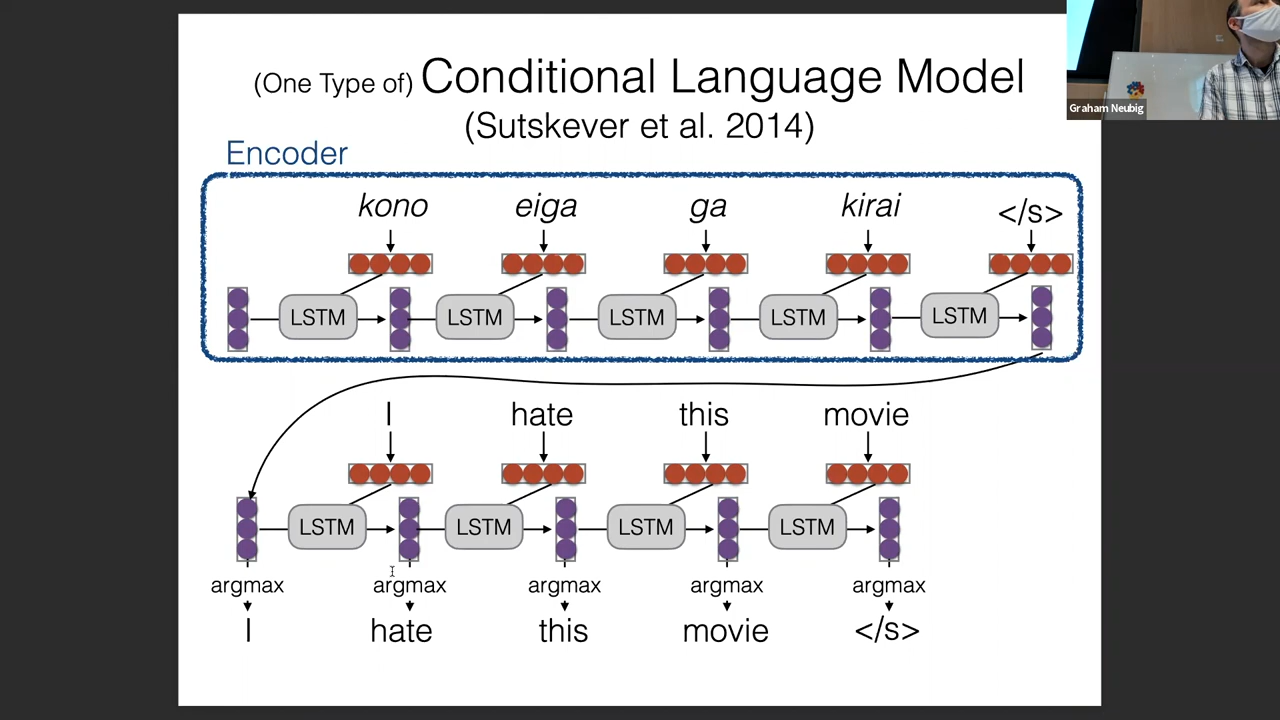 (One Type of) Conditional Language Model
(Sutskever et al. 2014)
Graham Neubig
Encoder
kono eiga ga kirai </s>
LSTM LSTM LSTM LSTM LSTM
I hate this movie
LSTM LSTM LSTM LSTM
argmax argmax argmax argmax argmax
I hate this movie </s>